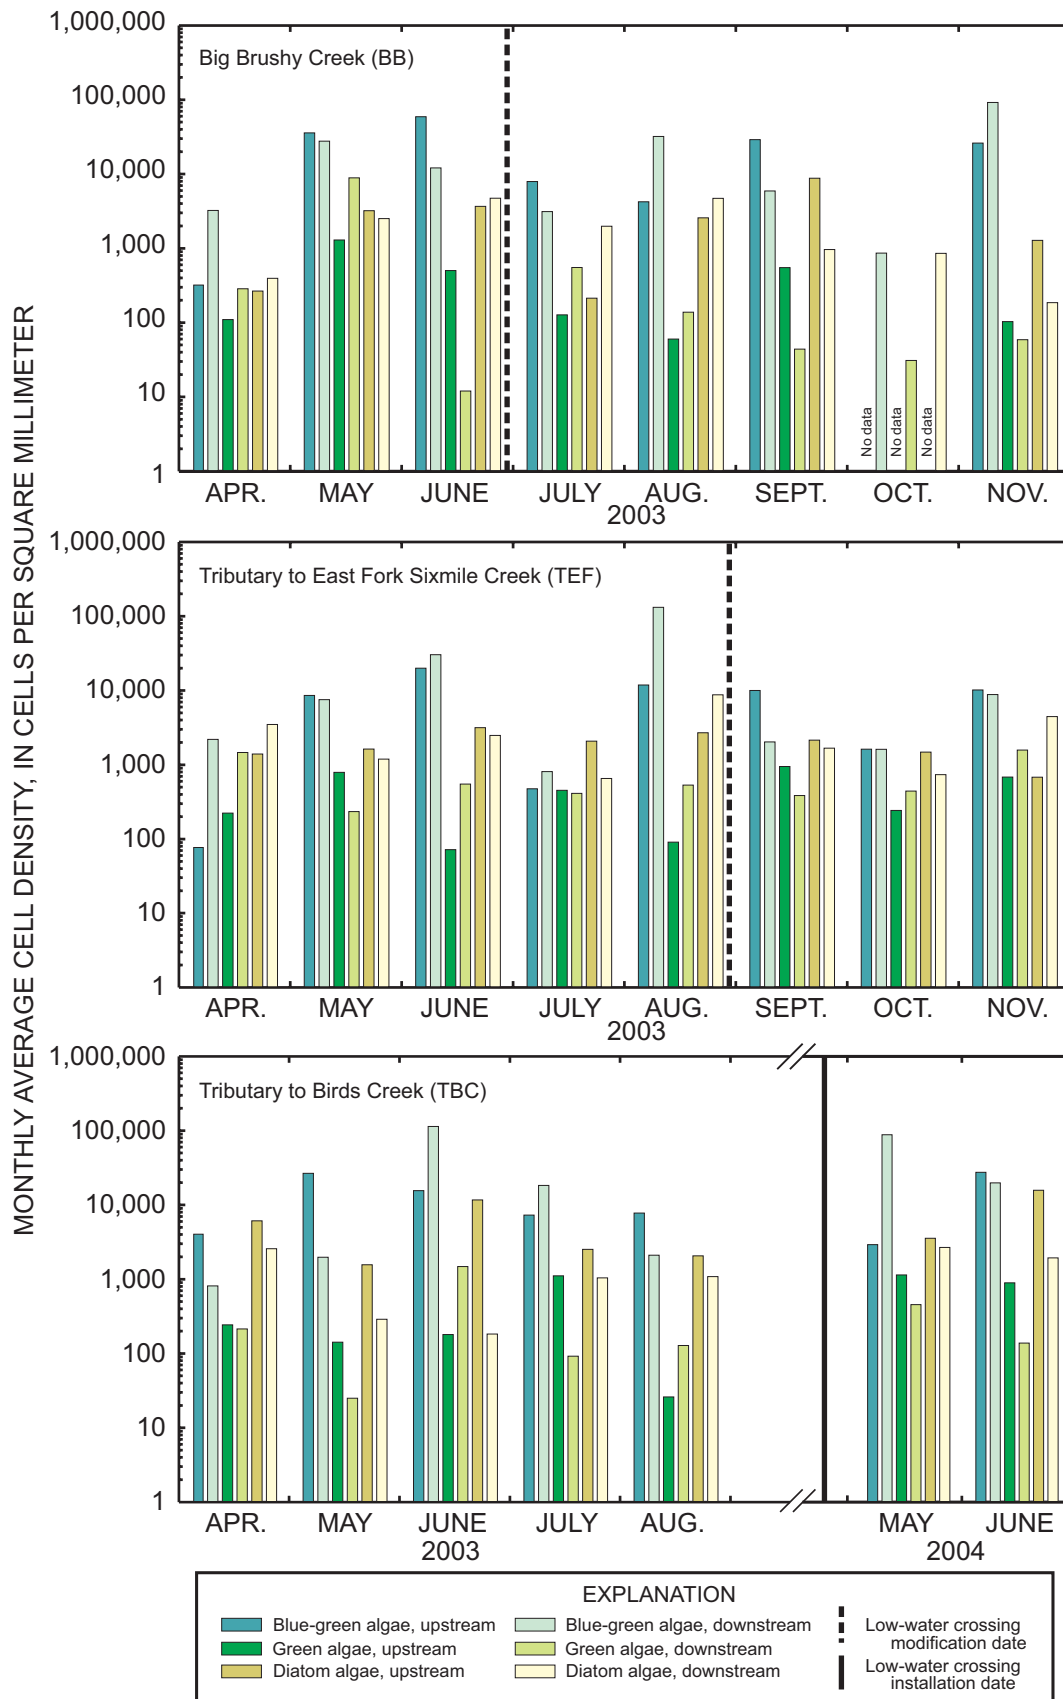 MONTHLY AVERAGE CELL DENSITY, IN CELLS PER SQUARE MILLIMETER
1,000,000
100,000
10,000
1,000
100
10
1
Big Brushy Creek (BB)
No data
No data
No data
APR. MAY JUNE JULY AUG. SEPT. OCT. NOV.
2003
1,000,000
100,000
10,000
1,000
100
10
1
Tributary to East Fork Sixmile Creek (TEF)
APR. MAY JUNE JULY AUG. SEPT. OCT. NOV.
2003
1,000,000
100,000
10,000
1,000
100
10
1
Tributary to Birds Creek (TBC)
APR. MAY JUNE JULY AUG. MAY JUNE
2003 2004
EXPLANATION
Blue-green algae, upstream
Green algae, upstream
Diatom algae, upstream
Blue-green algae, downstream
Green algae, downstream
Diatom algae, downstream
Low-water crossing
modification date
Low-water crossing
installation date